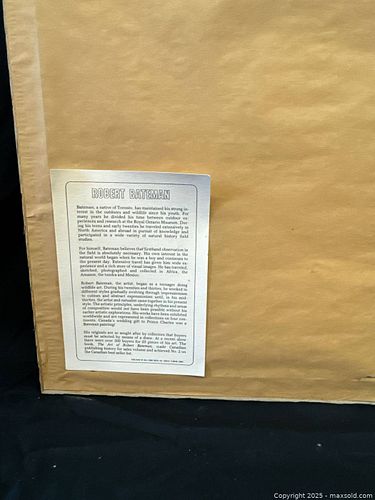 ROBERT BATEMAN
Bateman, a native of Toronto, has maintained his strong in-
terest in the outdoors and wildlife since his youth. For
many years he divided his time between outdoor ex-
perience and research at the Royal Ontario Museum. Dur-
ing his teens and early twenties he travelled extensively in
North America and abroad in pursuit of knowledge and
participated in a wide variety of natural history field
studies.
For himself, Bateman believes that firsthand observation in
the field is absolutely necessary. His own interest in the
natural world began when he was a boy and continues to
the present day. Extensive travel has given him wide ex-
perience and a rich store of visual images. He has travelled,
sketched, photographed and collected in Africa, the
Amazon, the tundra and Mexico.
Robert Bateman, the artist, began as a teenager doing
wildlife art. During his twenties and thirties, he worked in
different styles gradually evolving through impressionism
to cubism and abstract expressionism until, in his mid-
thirties, the artist and naturalist came together in his present
style. The artistic principles, underlying rhythms and sense
of composition would not have been possible without his
earlier artistic explorations. His works have been exhibited
worldwide and are represented in collections on four con-
tinents. Canada's wedding gift to Prince Charles was a
Bateman painting!
His originals are so sought after by collectors that buyers
must be selected by means of a draw. At a recent show
there were over 200 buyers for 25 pieces of his art. The
book, The Art of Robert Bateman, made Canadian
publishing history for sales volume and achieved No. 2 on
the Canadian best seller list.
Copyright © 2025 - maxsold.com